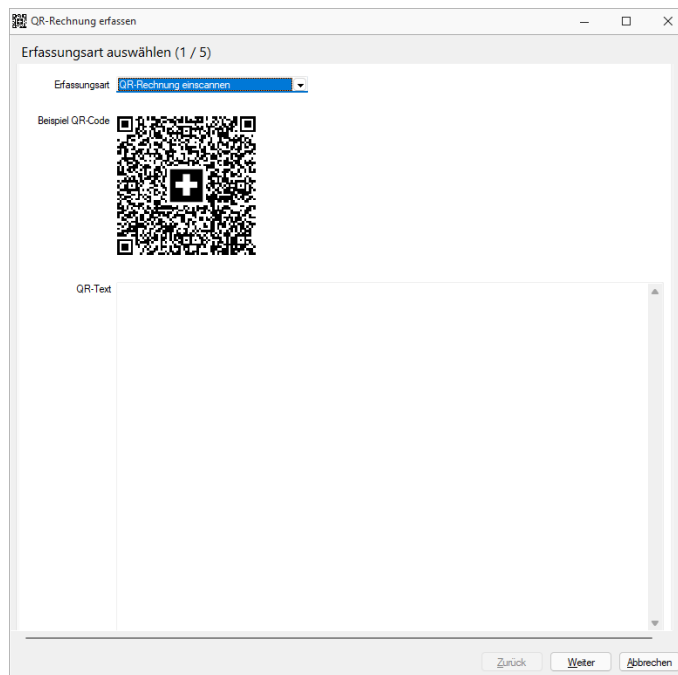 QR-Rechnung erfassen
Erfassungsart auswählen (1 / 5)
Erfassungsart QR-Rechnung einscannen
Beispiel QR-Code
QR-Text
Zurück Weiter Abbrechen